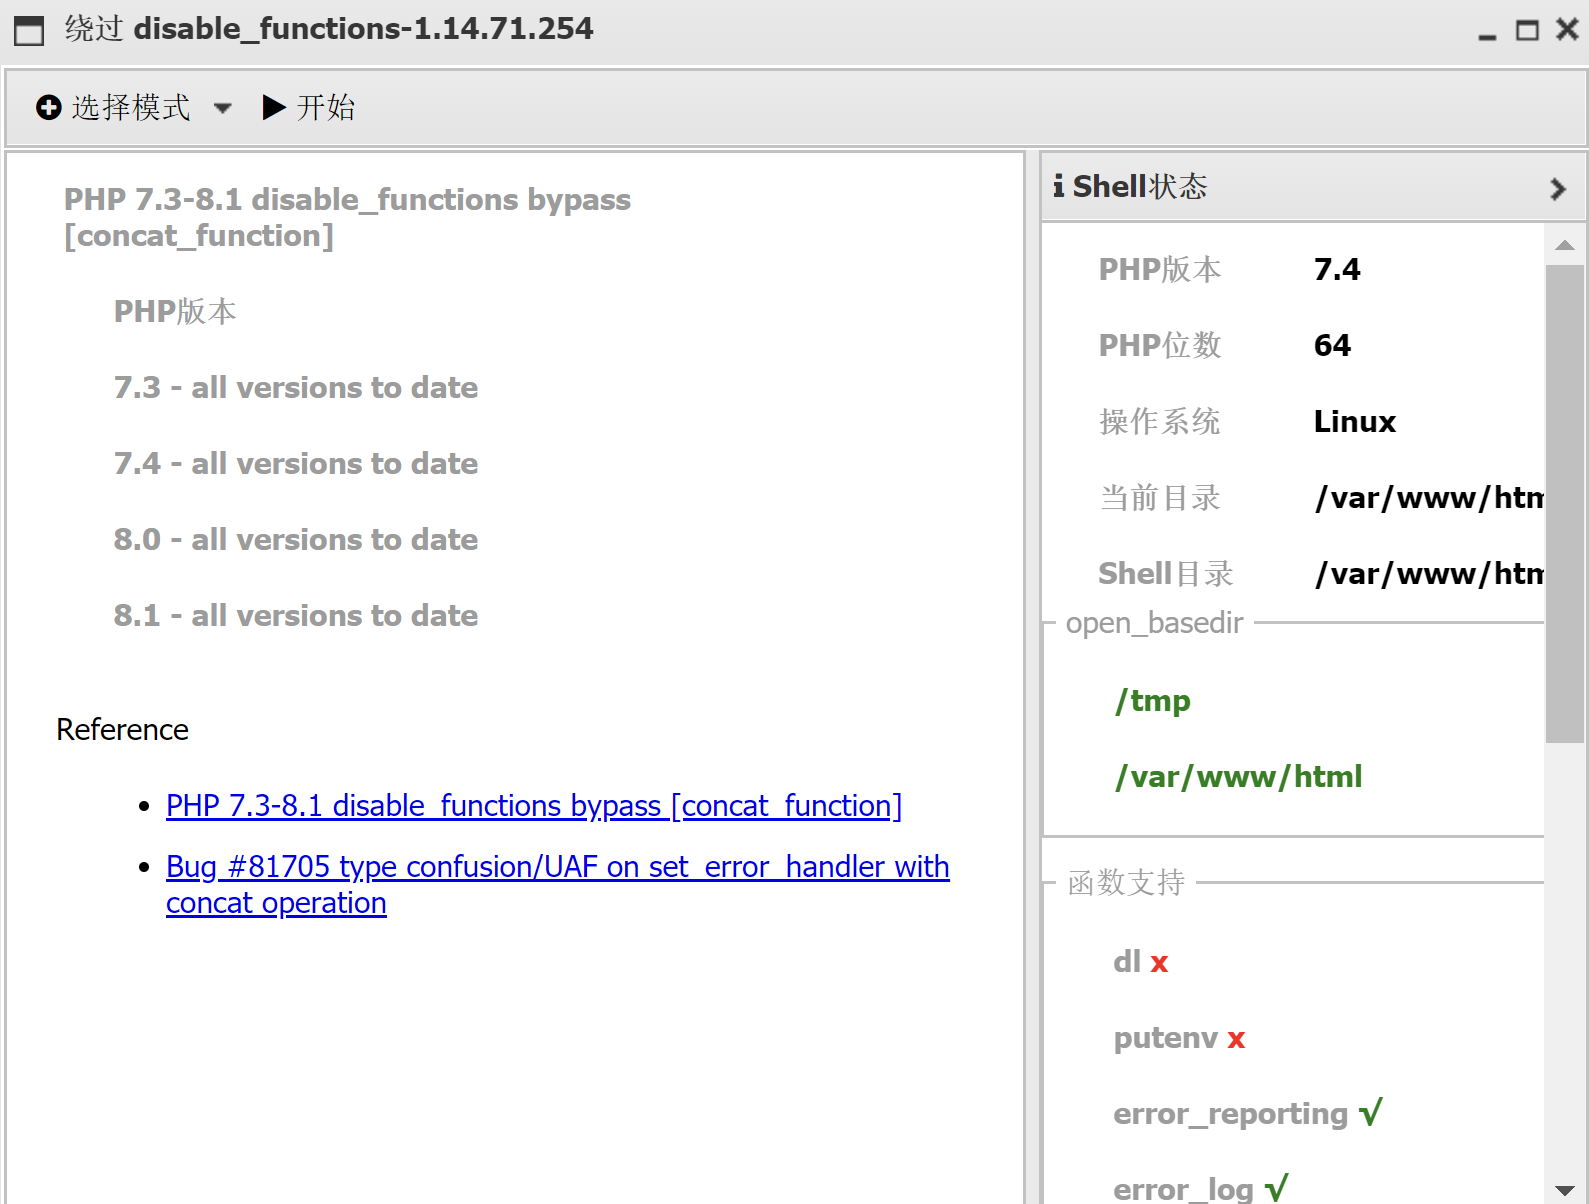 绕过 disable_functions-1.14.71.254
选择模式 开始
PHP 7.3-8.1 disable_functions bypass
[concat_function]
PHP版本
7.3 - all versions to date
7.4 - all versions to date
8.0 - all versions to date
8.1 - all versions to date
Reference
• PHP 7.3-8.1 disable_functions bypass [concat_function]
• Bug #81705 type confusion/UAF on set_error_handler with
concat operation
Shell状态
PHP版本 7.4
PHP位数 64
操作系统 Linux
当前目录 /var/www/htm
Shell目录 /var/www/htm
open_basedir
/tmp
/var/www/html
函数支持
dl x
putenv x
error_reporting √
error_log √